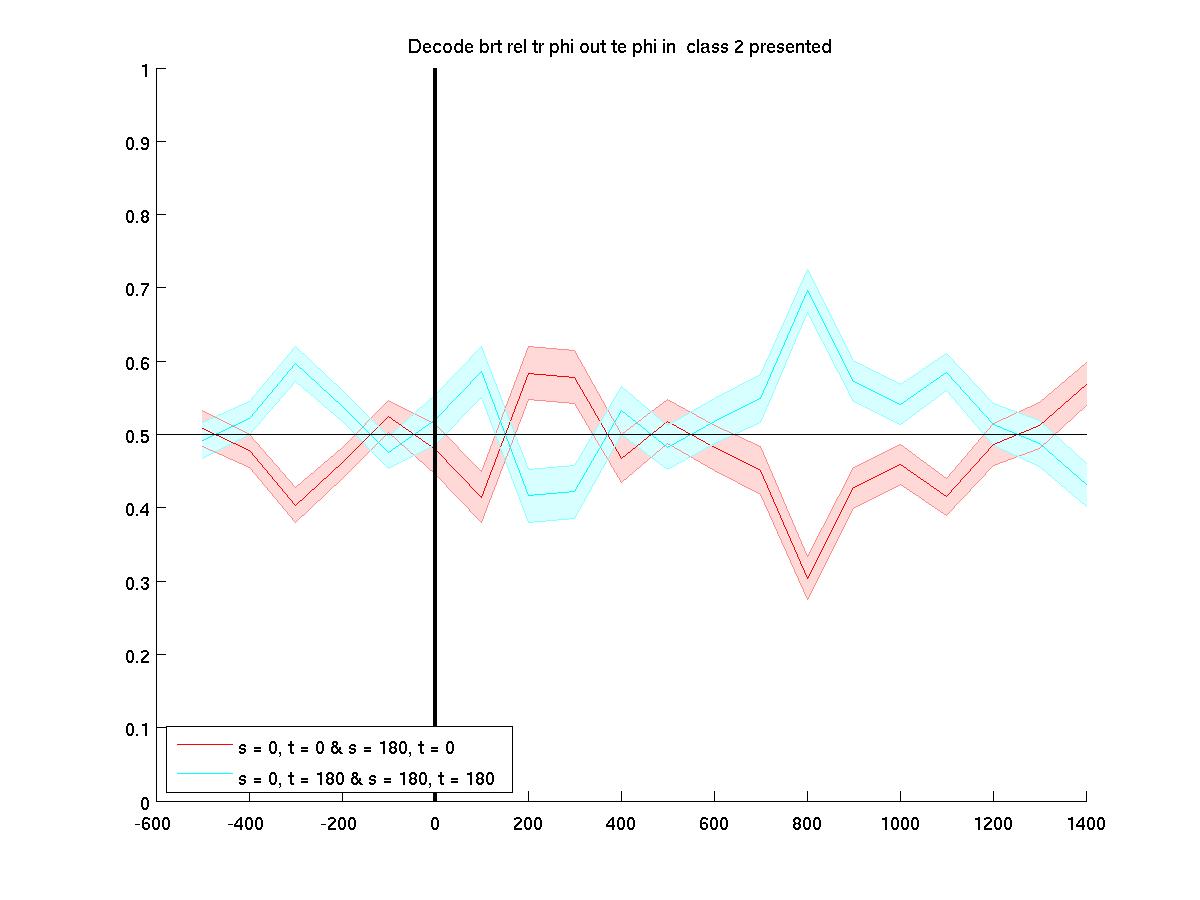 Decode brt rel tr phi out te phi in  class 2 presented
1
0.9
0.8
0.7
0.6
0.5
0.4
0.3
0.2
0.1
0
s = 0, t = 0 & s = 180, t = 0
s = 0, t = 180 & s = 180, t = 180
-600 -400 -200 0 200 400 600 800 1000 1200 1400